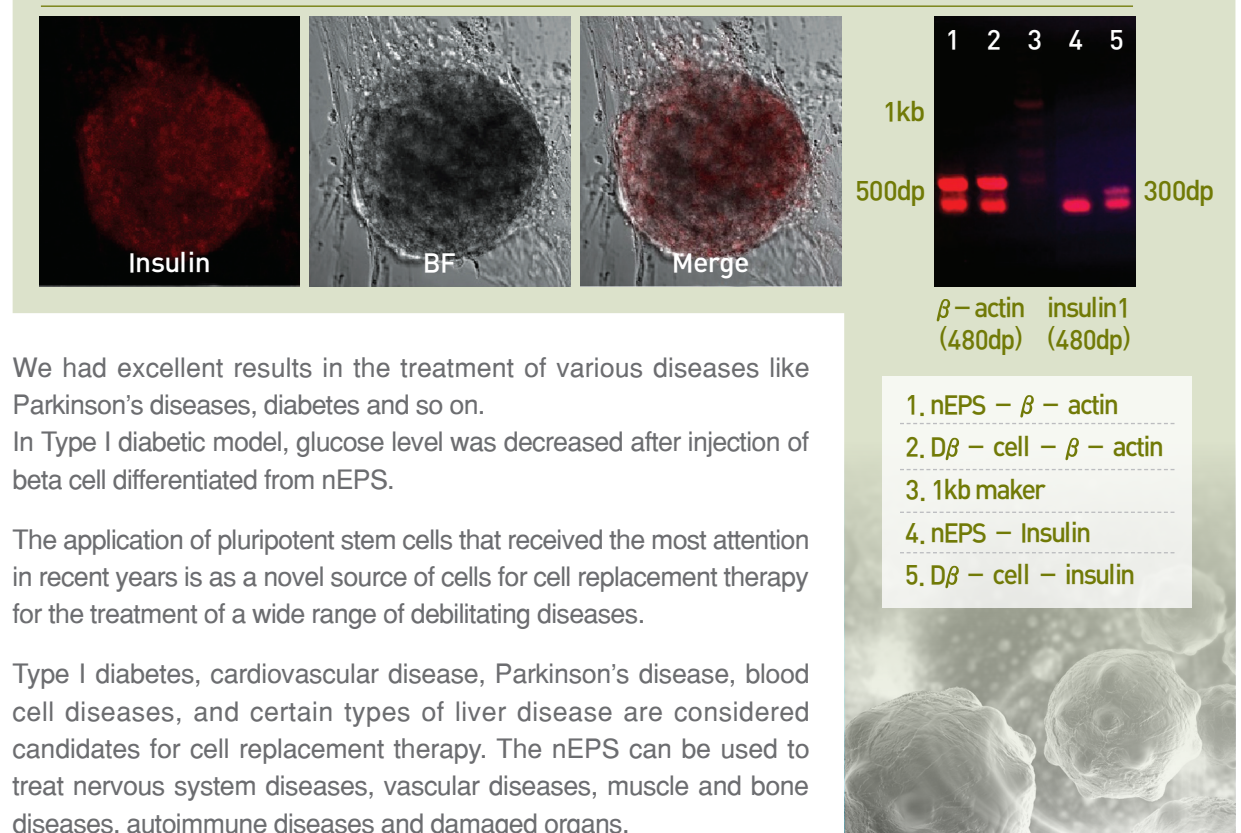 Insulin
BF
Merge
1 2 3 4 5
1kb
500dp
300dp
β – actin
(480dp)
insulin1
(480dp)
1. nEPS – β – actin
2. Dβ – cell – β – actin
3. 1kb maker
4. nEPS – Insulin
5. Dβ – cell – insulin
We had excellent results in the treatment of various diseases like
Parkinson's diseases, diabetes and so on.
In Type I diabetic model, glucose level was decreased after injection of
beta cell differentiated from nEPS.
The application of pluripotent stem cells that received the most attention
in recent years is as a novel source of cells for cell replacement therapy
for the treatment of a wide range of debilitating diseases.
Type I diabetes, cardiovascular disease, Parkinson's disease, blood
cell diseases, and certain types of liver disease are considered
candidates for cell replacement therapy. The nEPS can be used to
treat nervous system diseases, vascular diseases, muscle and bone
diseases, autoimmune diseases and damaged organs.